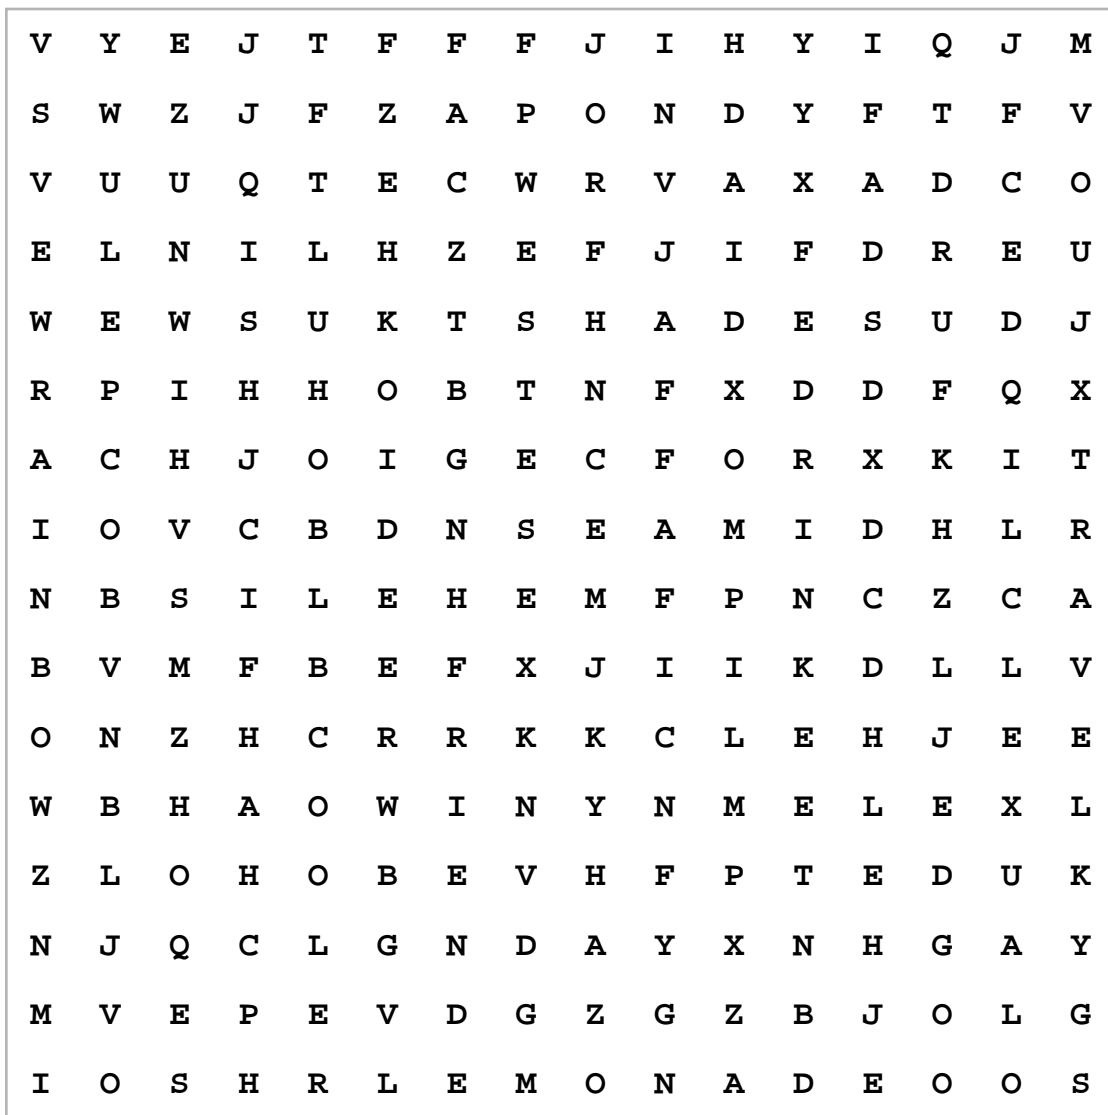 V Y E J T F F F J I H Y I Q J M
S W Z J F Z A P O N D Y F T F V
V U U Q T E C W R V A X A D C O
E L N I L H Z E F J I F D R E U
W E W S U K T S H A D E S U D J
R P I H H O B T N F X D D F Q X
A C H J O I G E C F O R X K I T
I O V C B D N S E A M I D H L R
N B S I L E H E M F P N C Z C A
B V M F B E F X J I I K D L L V
O N Z H C R R K K C L E H J E E
W B H A O W I N Y N M E L E X L
Z L O H O B E V H F P T E D U K
N J Q C L G N D A Y X N H G A Y
M V E P E V D G Z G Z B J O L G
I O S H R L E M O N A D E O O S